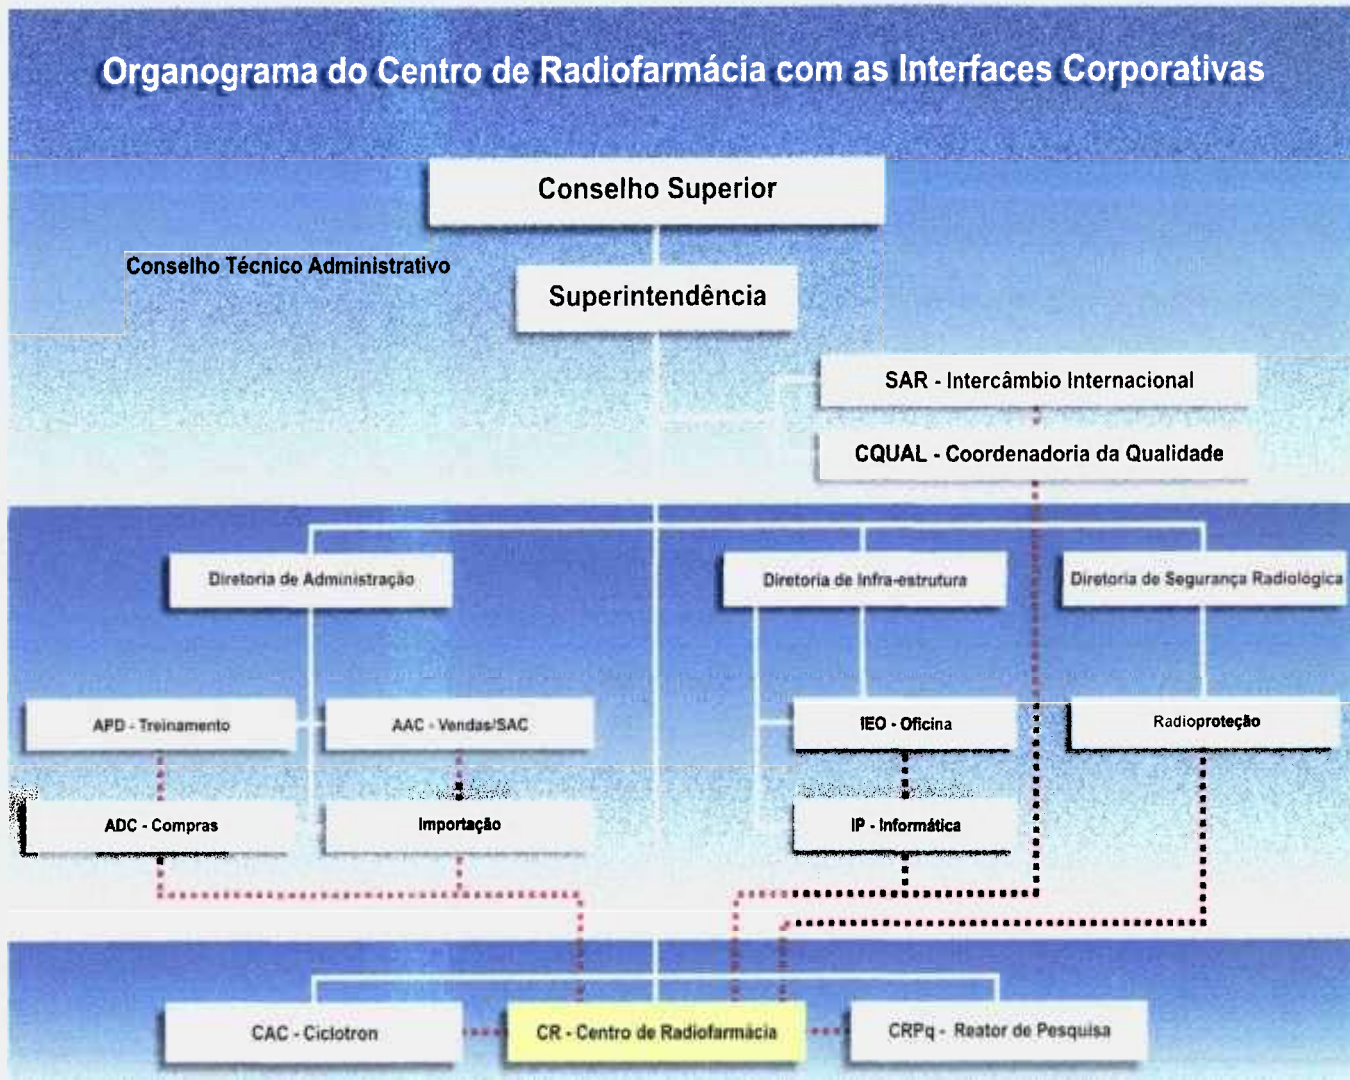 Organograma do Centro de Radiofarmácia com as Interfaces Corporativas
Conselho Superior
Conselho Técnico Administrativo
Superintendência
SAR - Intercâmbio Internacional
CQUAL - Coordenadoria da Qualidade
Diretoria de Administração
Diretoria de Infra-estrutura
Diretoria de Segurança Radiológica
APD - Treinamento
AAC - Vendas/SAC
IEO - Oficina
Radioproteção
ADC - Compras
Importação
IP - Informática
CAC - Ciclotron
CR - Centro de Radiofarmácia
CRPq - Reator de Pesquisa